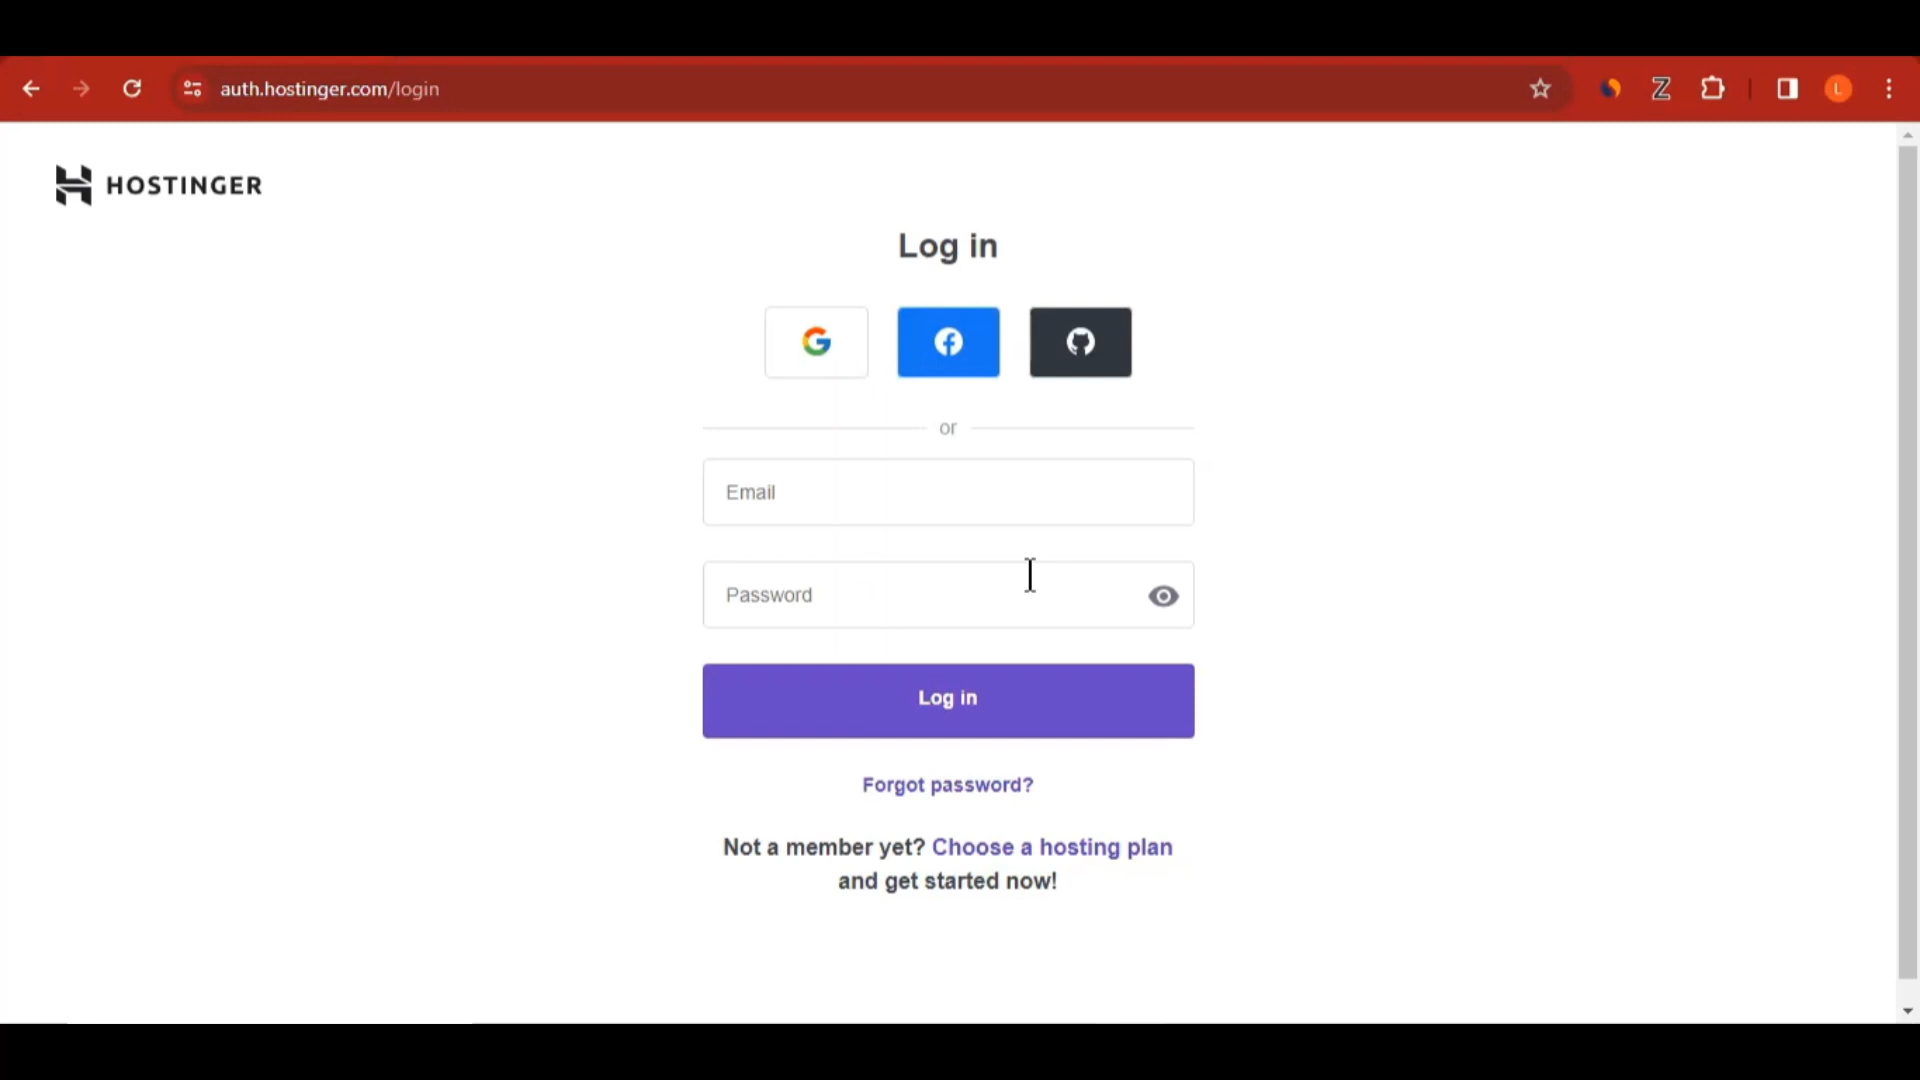 auth.hostinger.com/login
L
HOSTINGER
Log in
or
Email
Password
Log in
Forgot password?
Not a member yet? Choose a hosting plan
and get started now!